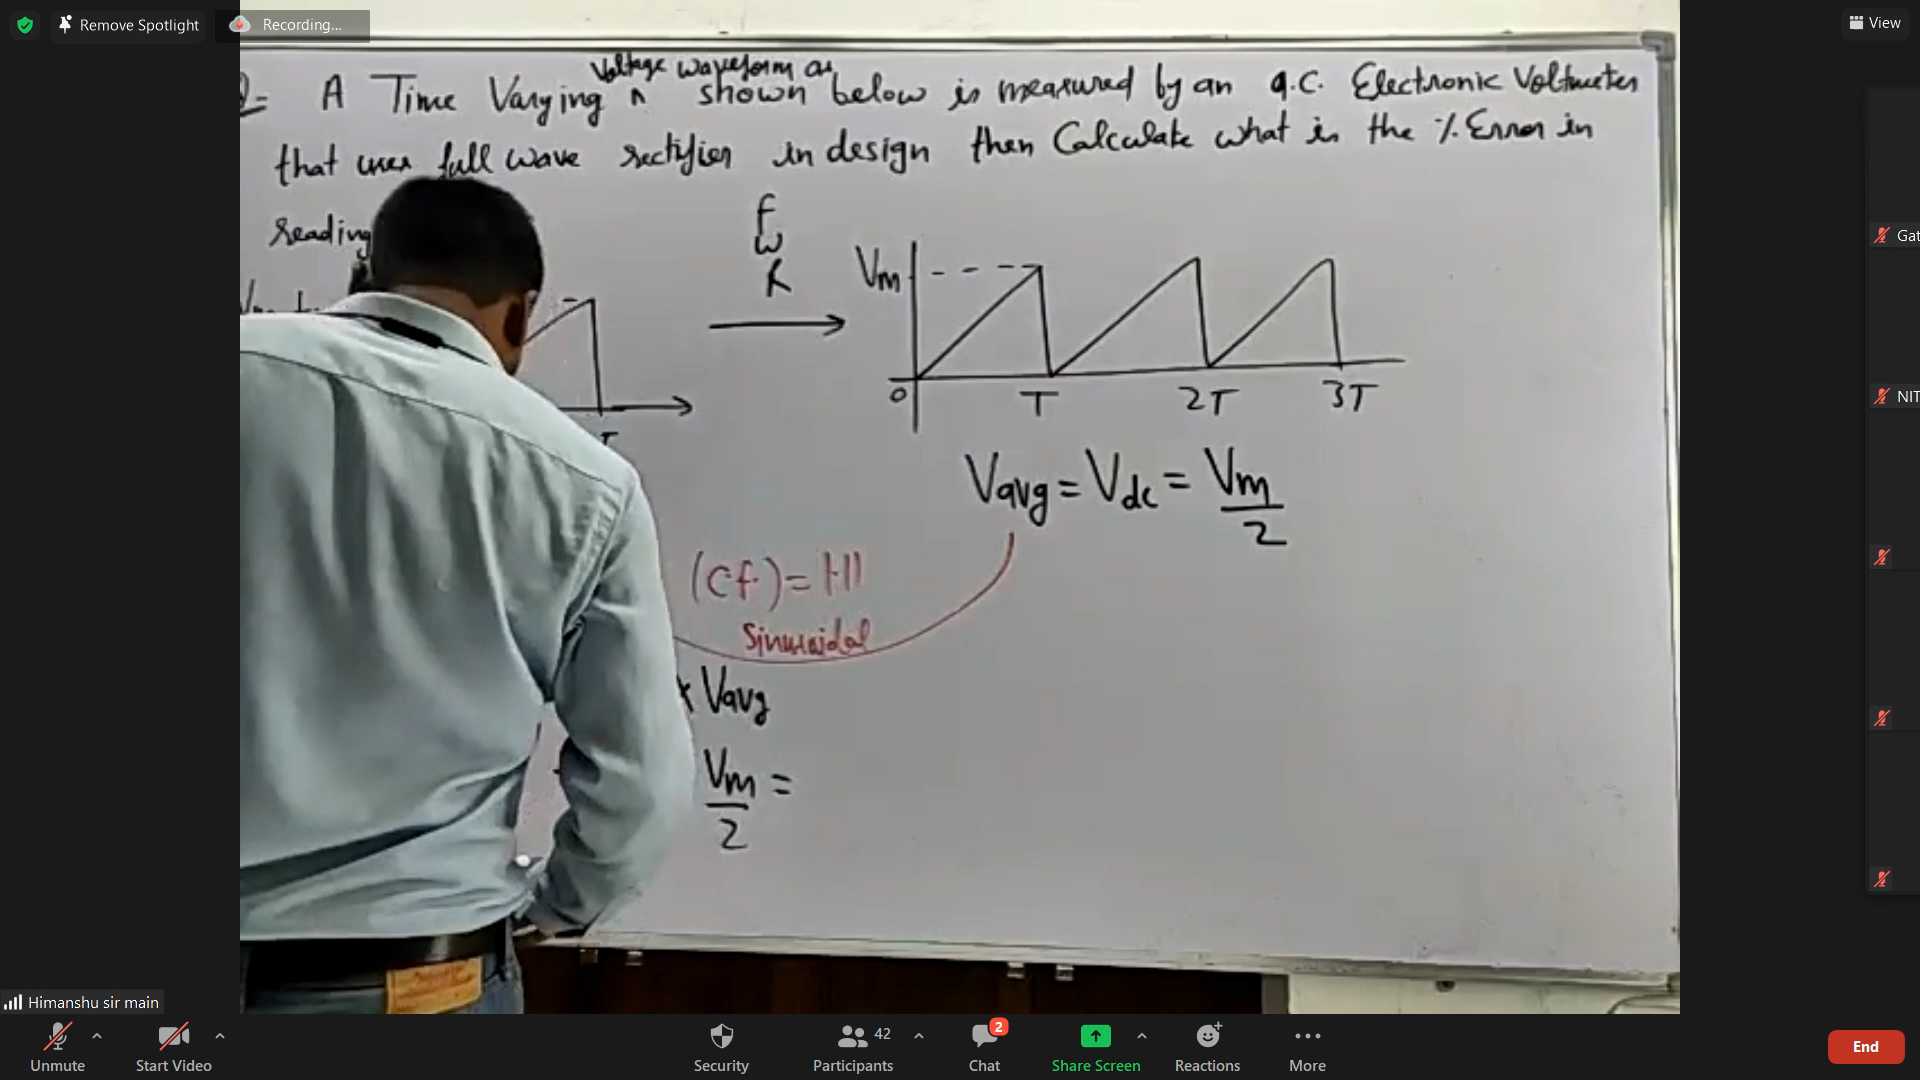 Remove Spotlight
Recording...
View
Voltage waveform as
Q= A Time Varying ^ shown below is measured by an a.c. Electronic Voltmeter
that uses full wave rectifier in design then Calculate what is the % Error in
reading
F
W
R
Vm
0 T 2T 3T
Vavg = Vdc = Vm
2
(Cf) = 1.11
Sinusoidal
x Vavg
Vm =
2
Gat
NIT
Himanshu sir main
Unmute
Start Video
Security
42
Participants
2
Chat
Share Screen
Reactions
More
End